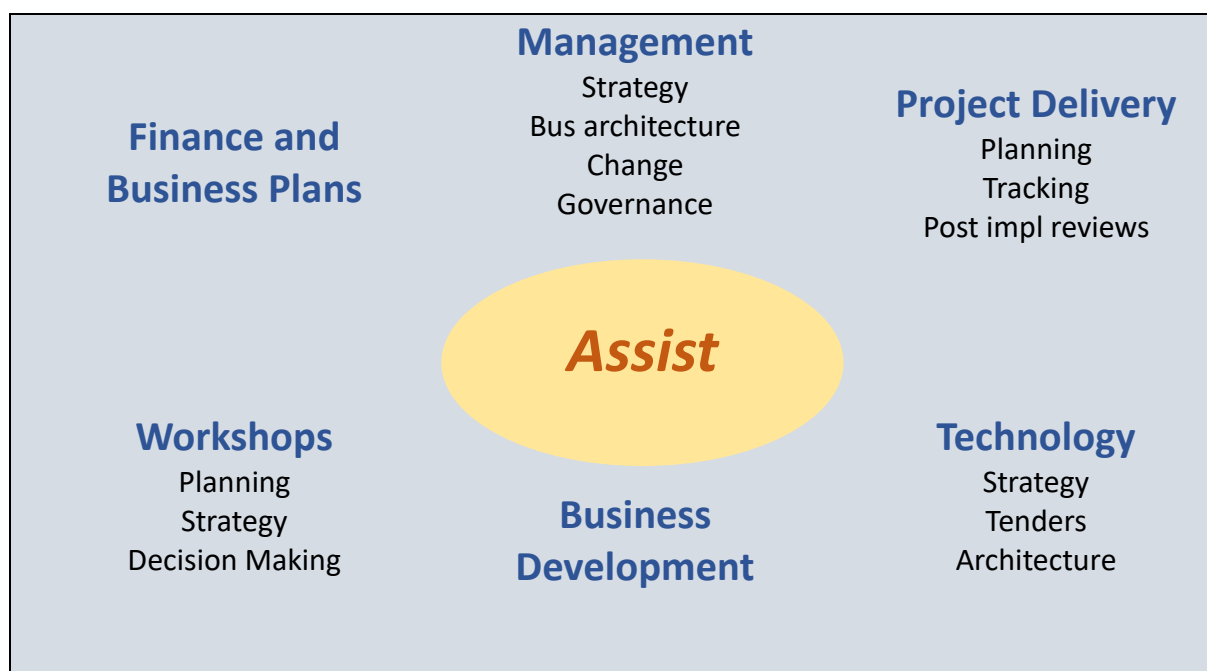 Management
Strategy
Bus architecture
Change
Governance
Project Delivery
Planning
Tracking
Post impl reviews
Finance and
Business Plans
Assist
Workshops
Planning
Strategy
Decision Making
Business
Development
Technology
Strategy
Tenders
Architecture